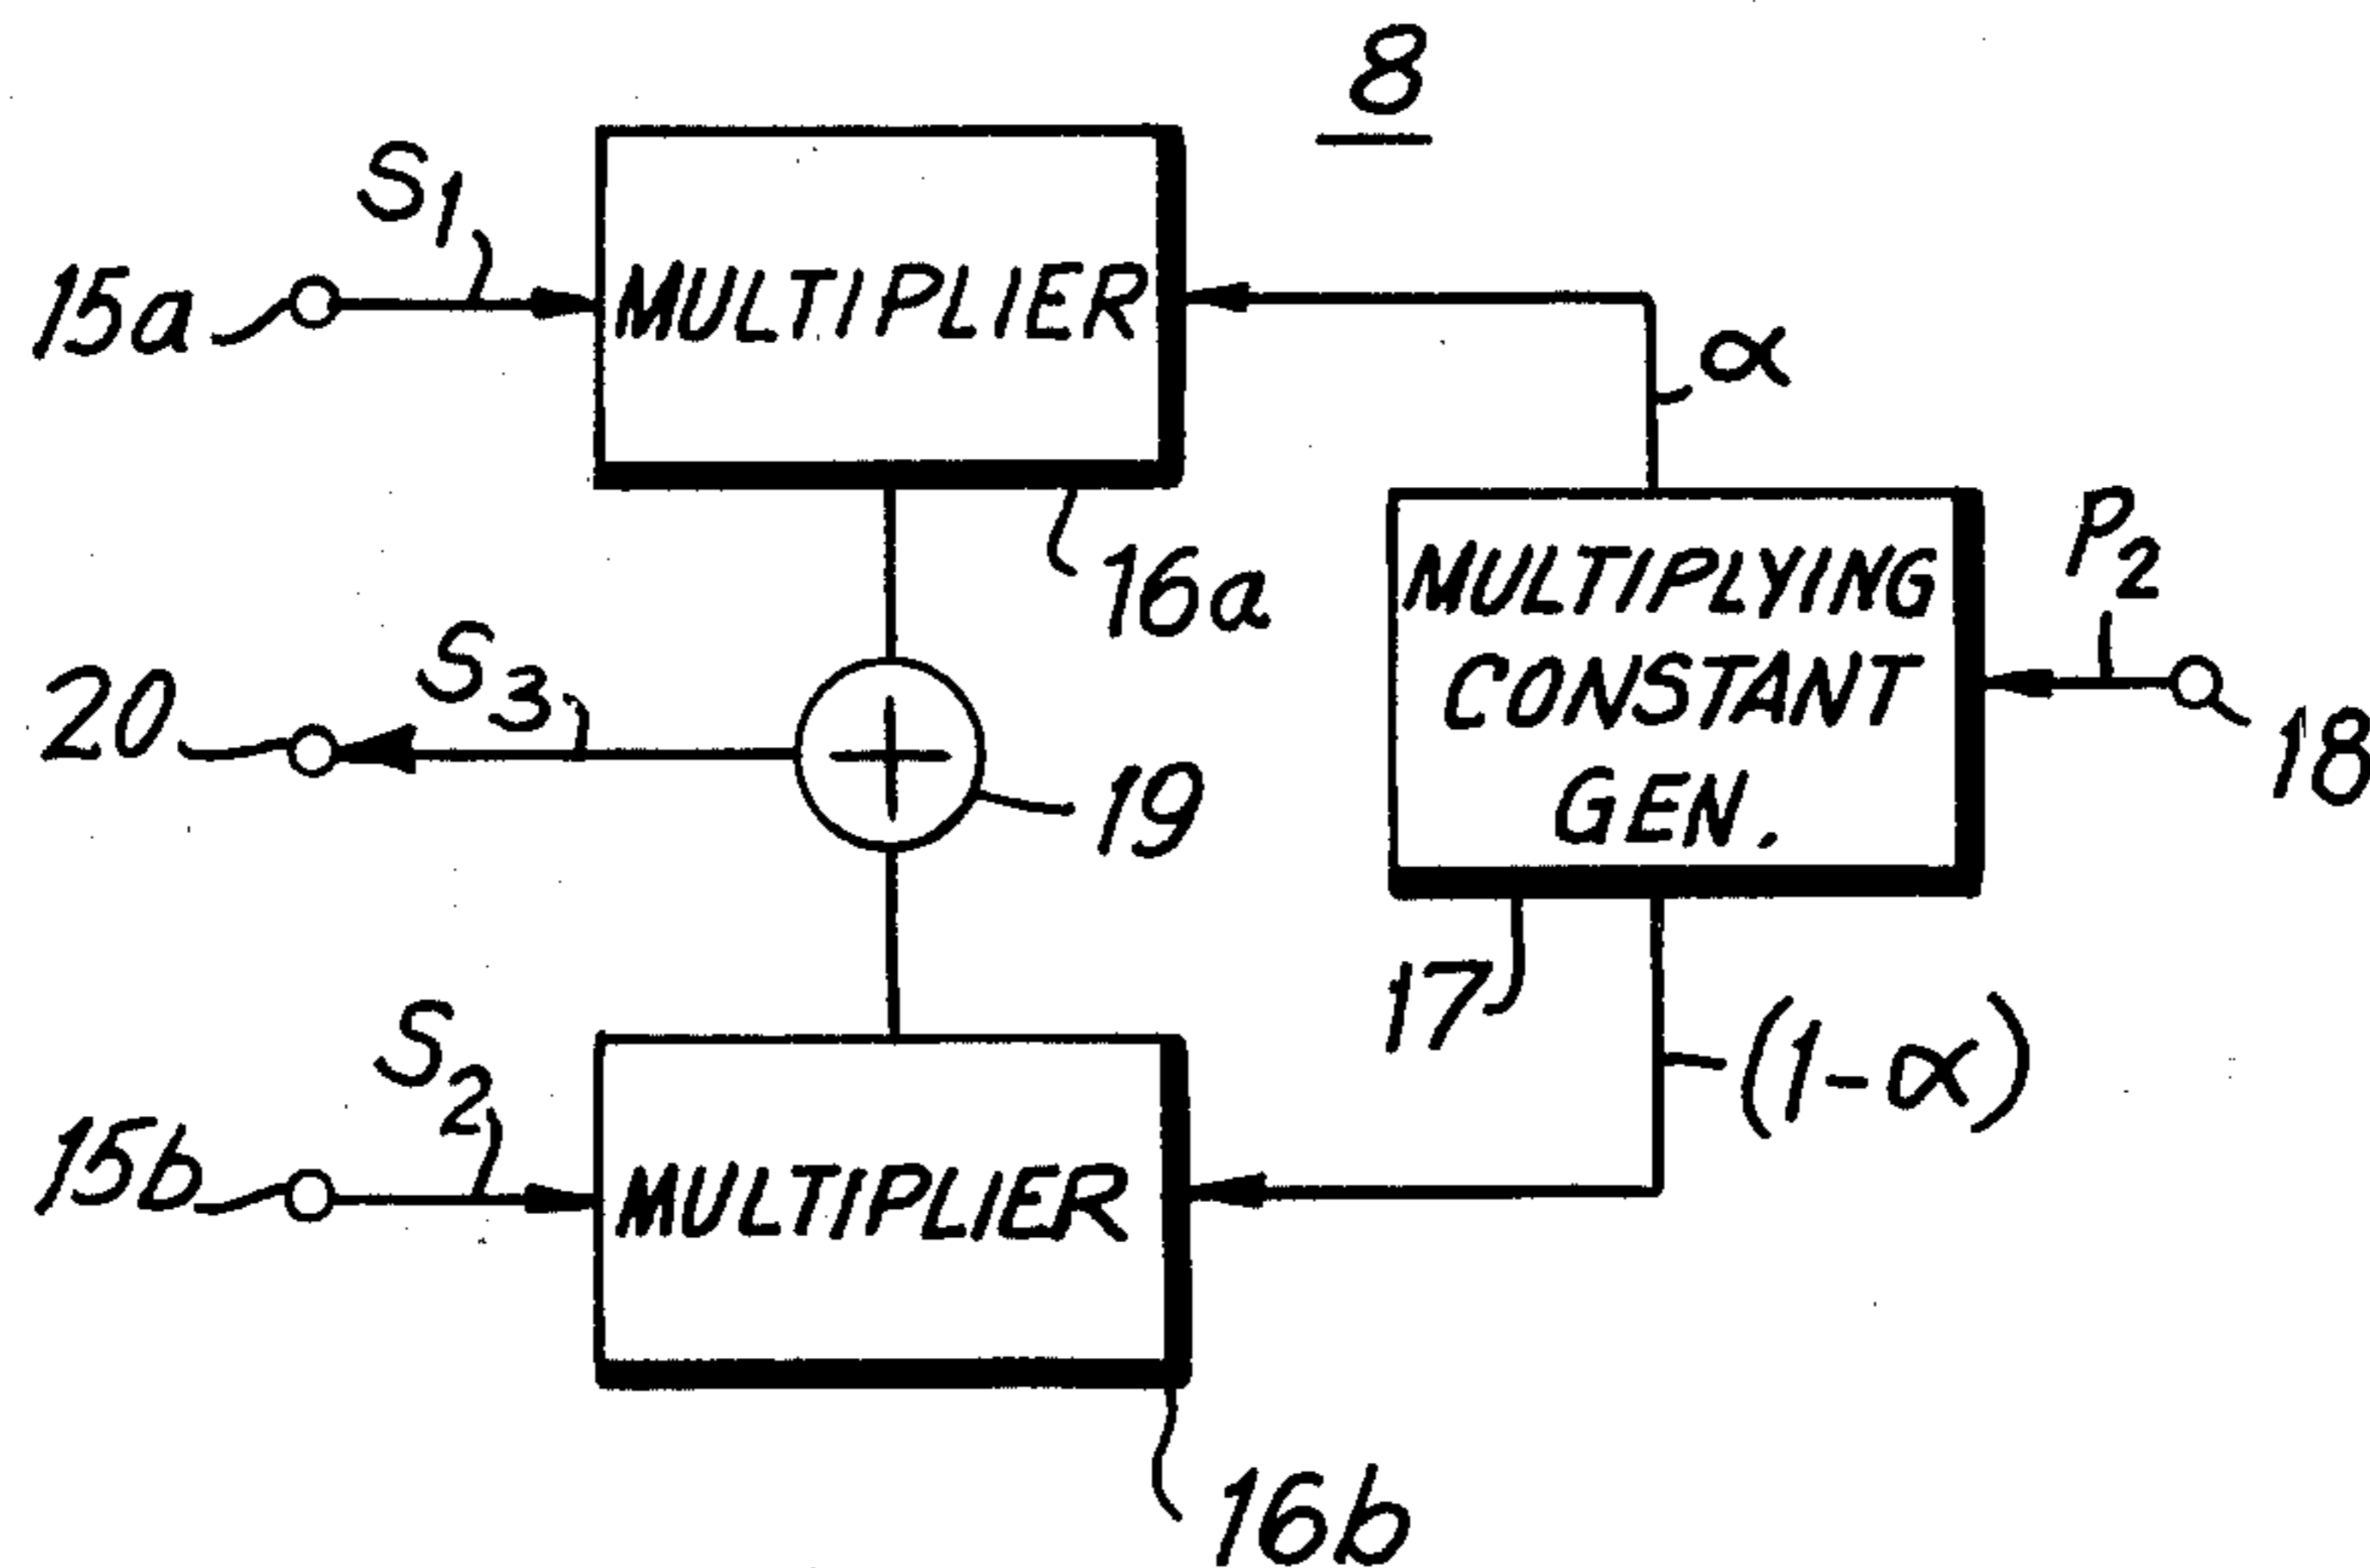 8
S1
15a
MULTIPLIER
α
16a
MULTIPLYING
CONSTANT
GEN.
P2
18
S3
20
19
17
(1-α)
S2
15b
MULTIPLIER
16b